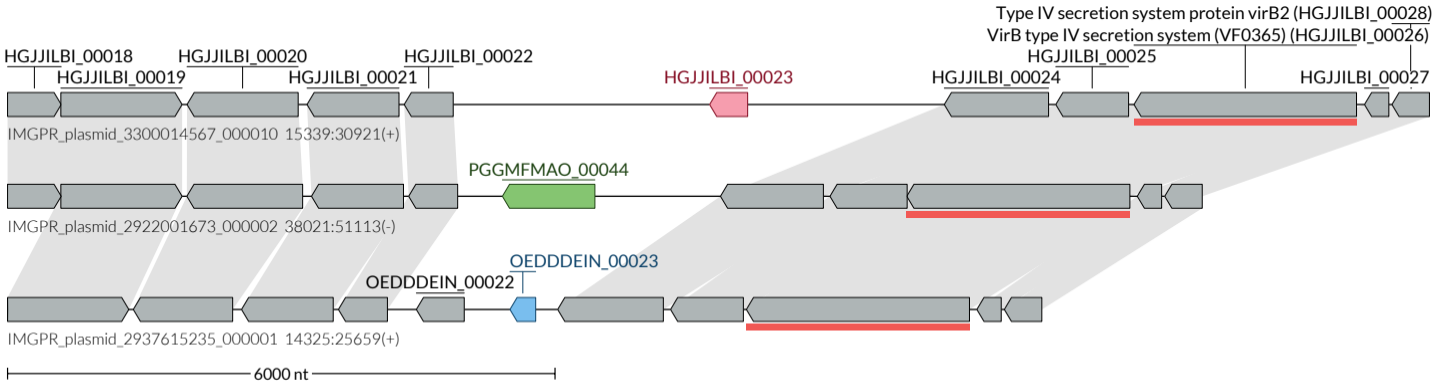 Type IV secretion system protein virB2 (HGJJILBI_00028)
VirB type IV secretion system (VF0365) (HGJJILBI_00026)
HGJJILBI_00018 HGJJILBI_00020 HGJJILBI_00022 HGJJILBI_00025
HGJJILBI_00019 HGJJILBI_00021 HGJJILBI_00023 HGJJILBI_00024 HGJJILBI_00027
IMGPR_plasmid_3300014567_000010 15339:30921(+)
PGGMFMAO_00044
IMGPR_plasmid_2922001673_000002 38021:51113(-)
OEDDDEIN_00023
OEDDDEIN_00022
IMGPR_plasmid_2937615235_000001 14325:25659(+)
6000 nt